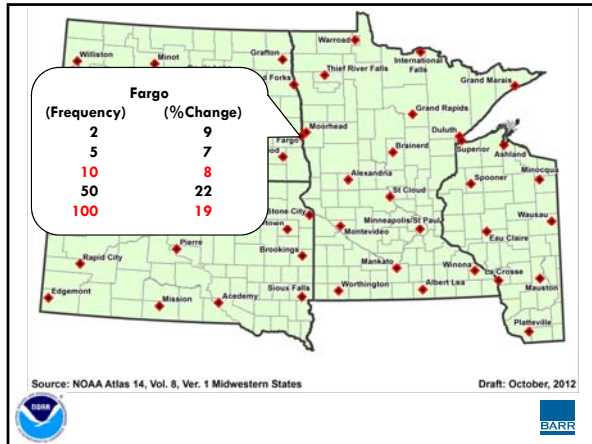 Williston
Minot
Grafton
Forks
Warroad
Thief River Falls
International
Falls
Grand Marais
Grand Rapids
Fargo
(Frequency) (%Change)
2 9
5 7
10 8
50 22
100 19
Moorhead
Fargo
Brainerd
Duluth
Superior
Ashland
Minocqua
Spooner
Alexandria
St Cloud
Wausau
Stone City
Minneapolis/St Paul
Montevideo
Eau Claire
Pierre
Brookings
Rapid City
Mankato
Winona
La Crosse
Mauston
Edgemont
Mission
Acedemy
Sioux Falls
Worthington
Albert Lea
Platteville
Source: NOAA Atlas 14, Vol. 8, Ver. 1 Midwestern States
Draft: October, 2012
NOAA
BARR